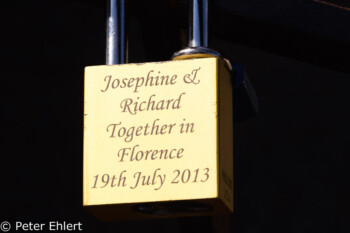 Josephine &
Richard
Together in
Florence
19th July 2013
© Peter Ehlert